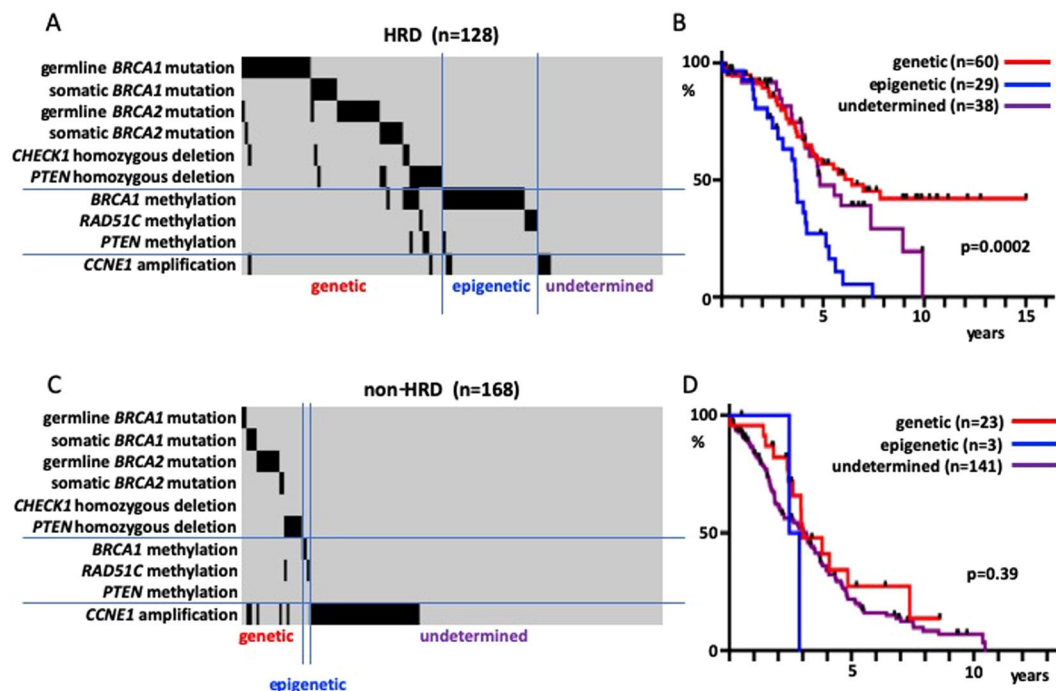 A
HRD (n=128)
germline BRCA1 mutation
somatic BRCA1 mutation
germline BRCA2 mutation
somatic BRCA2 mutation
CHECK1 homozygous deletion
PTEN homozygous deletion
BRCA1 methylation
RAD51C methylation
PTEN methylation
CCNE1 amplification
genetic
epigenetic
undetermined
B
100
%
50
0
genetic (n=60)
epigenetic (n=29)
undetermined (n=38)
p=0.0002
5
10
15
years
C
non-HRD (n=168)
germline BRCA1 mutation
somatic BRCA1 mutation
germline BRCA2 mutation
somatic BRCA2 mutation
CHECK1 homozygous deletion
PTEN homozygous deletion
BRCA1 methylation
RAD51C methylation
PTEN methylation
CCNE1 amplification
genetic
undetermined
epigenetic
D
100
%
50
0
genetic (n=23)
epigenetic (n=3)
undetermined (n=141)
p=0.39
5
10
years